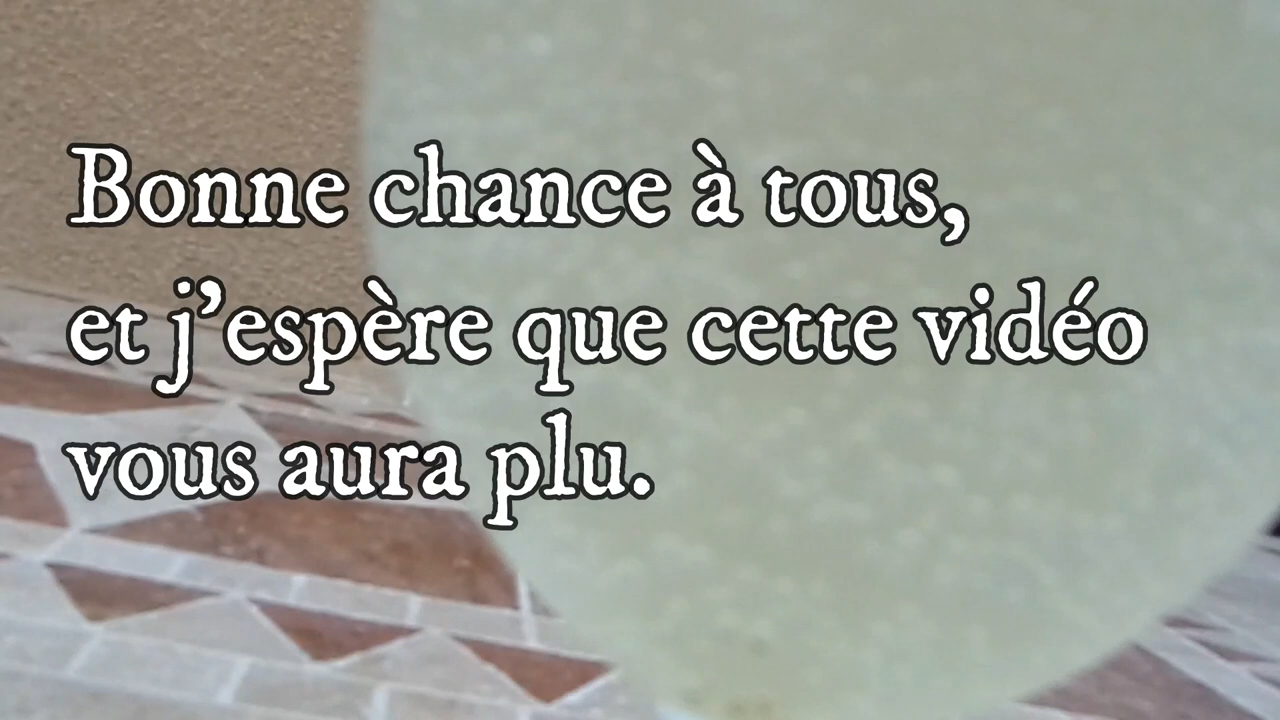 Bonne chance à tous,
et j’espère que cette vidéo
vous aura plu.